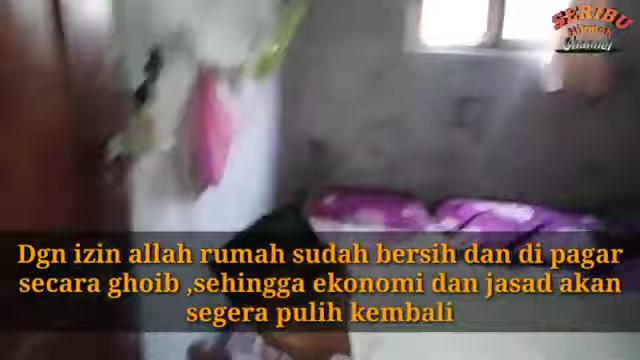 SERIBU
Hikmah
Channel
Dgn izin allah rumah sudah bersih dan di pagar
secara ghoib ,sehingga ekonomi dan jasad akan
segera pulih kembali